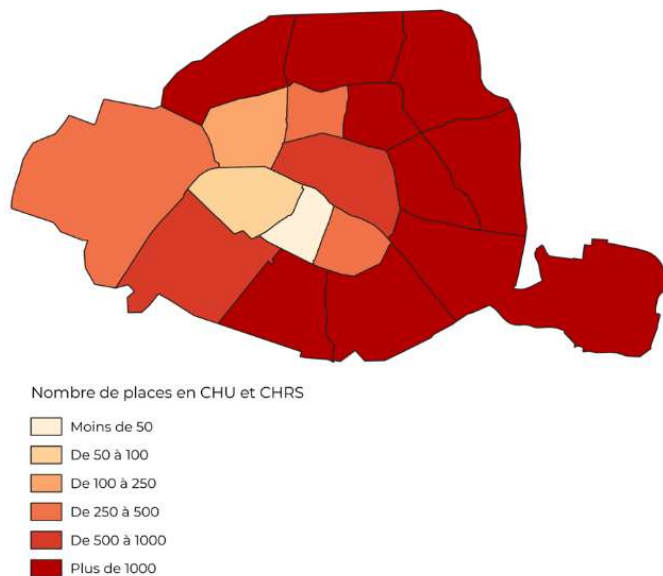 Nombre de places en CHU et CHRS
Moins de 50
De 50 à 100
De 100 à 250
De 250 à 500
De 500 à 1000
Plus de 1000